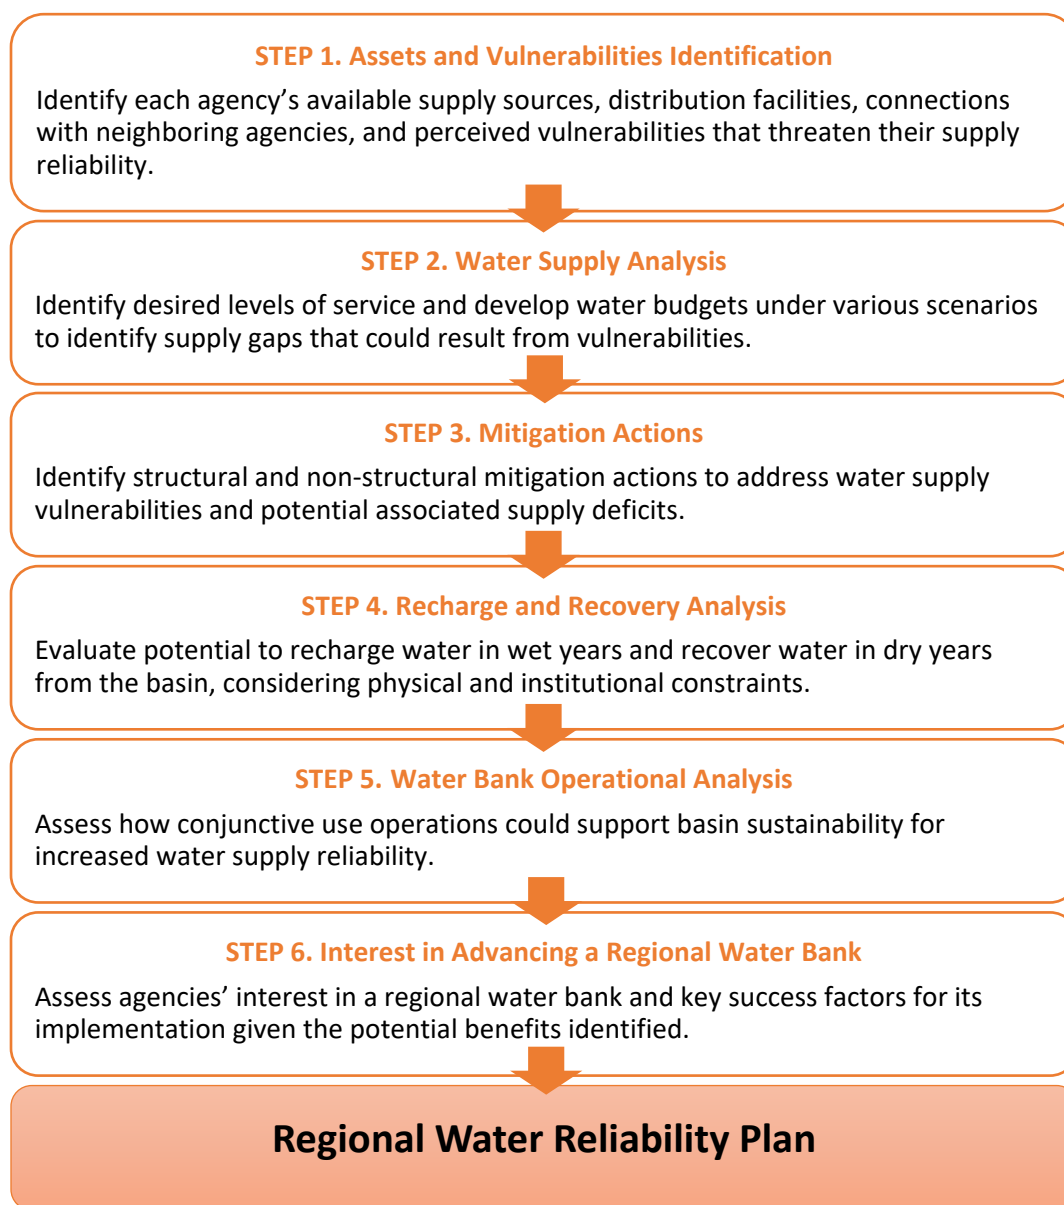 STEP 1. Assets and Vulnerabilities Identification
Identify each agency’s available supply sources, distribution facilities, connections
with neighboring agencies, and perceived vulnerabilities that threaten their supply
reliability.
STEP 2. Water Supply Analysis
Identify desired levels of service and develop water budgets under various scenarios
to identify supply gaps that could result from vulnerabilities.
STEP 3. Mitigation Actions
Identify structural and non-structural mitigation actions to address water supply
vulnerabilities and potential associated supply deficits.
STEP 4. Recharge and Recovery Analysis
Evaluate potential to recharge water in wet years and recover water in dry years
from the basin, considering physical and institutional constraints.
STEP 5. Water Bank Operational Analysis
Assess how conjunctive use operations could support basin sustainability for
increased water supply reliability.
STEP 6. Interest in Advancing a Regional Water Bank
Assess agencies’ interest in a regional water bank and key success factors for its
implementation given the potential benefits identified.
Regional Water Reliability Plan